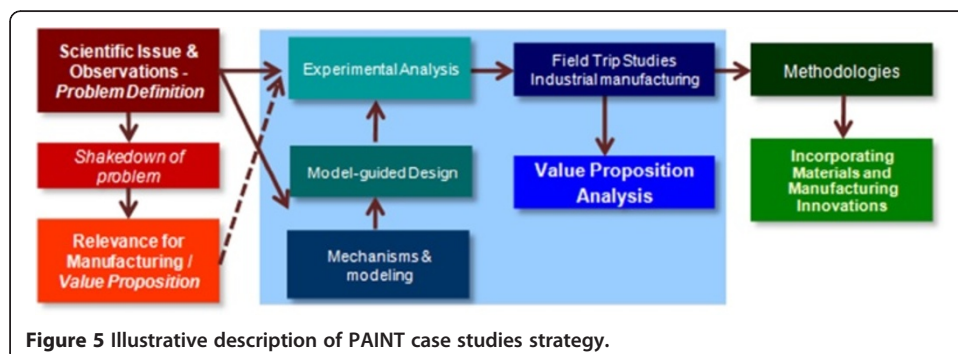 Scientific Issue &
Observations -
Problem Definition
Shakedown of
problem
Relevance for
Manufacturing /
Value Proposition
Experimental Analysis
Model-guided Design
Mechanisms &
modeling
Field Trip Studies
Industrial manufacturing
Value Proposition
Analysis
Methodologies
Incorporating
Materials and
Manufacturing
Innovations
Figure 5 Illustrative description of PAINT case studies strategy.